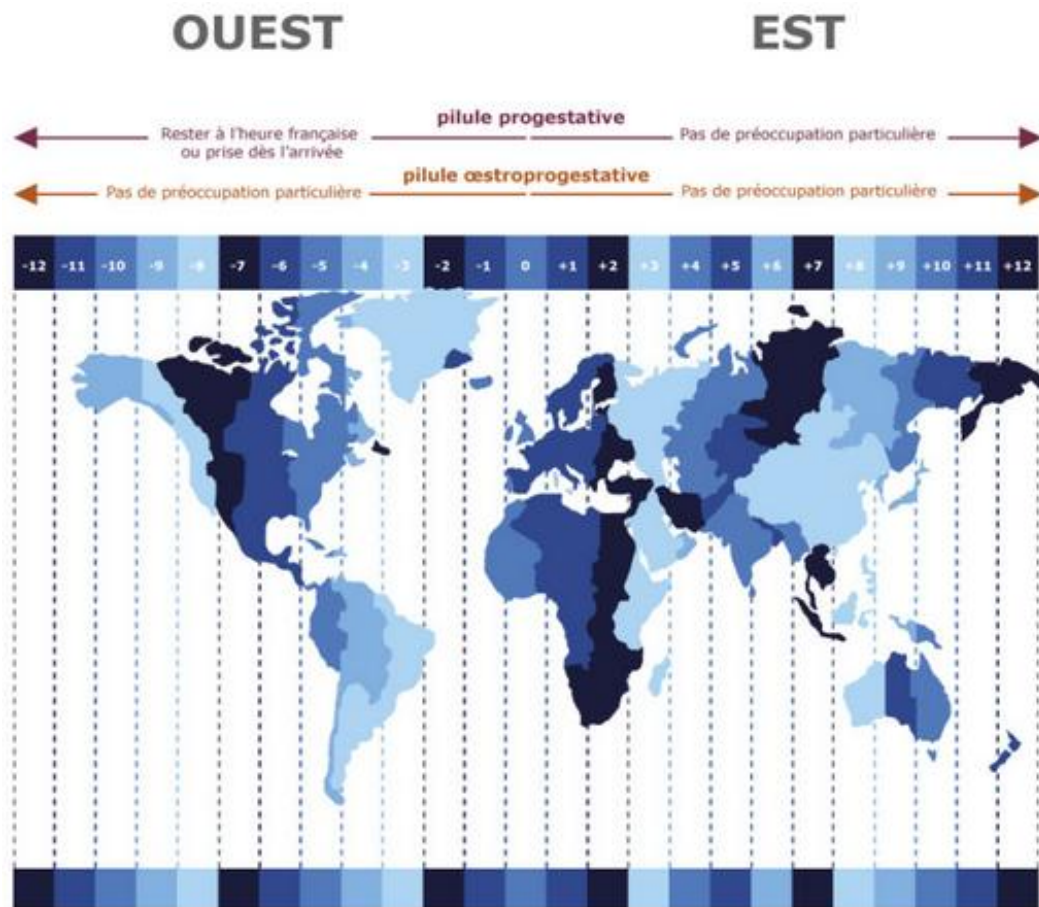 OUEST EST
pilule progestative
Rester à l'heure française
ou prise dès l'arrivée
Pas de préoccupation particulière
pilule œstroprogestative
Pas de préoccupation particulière Pas de préoccupation particulière
-12 -11 -10 -9 -8 -7 -6 -5 -4 -3 -2 -1 0 +1 +2 +3 +4 +5 +6 +7 +8 +9 +10 +11 +12